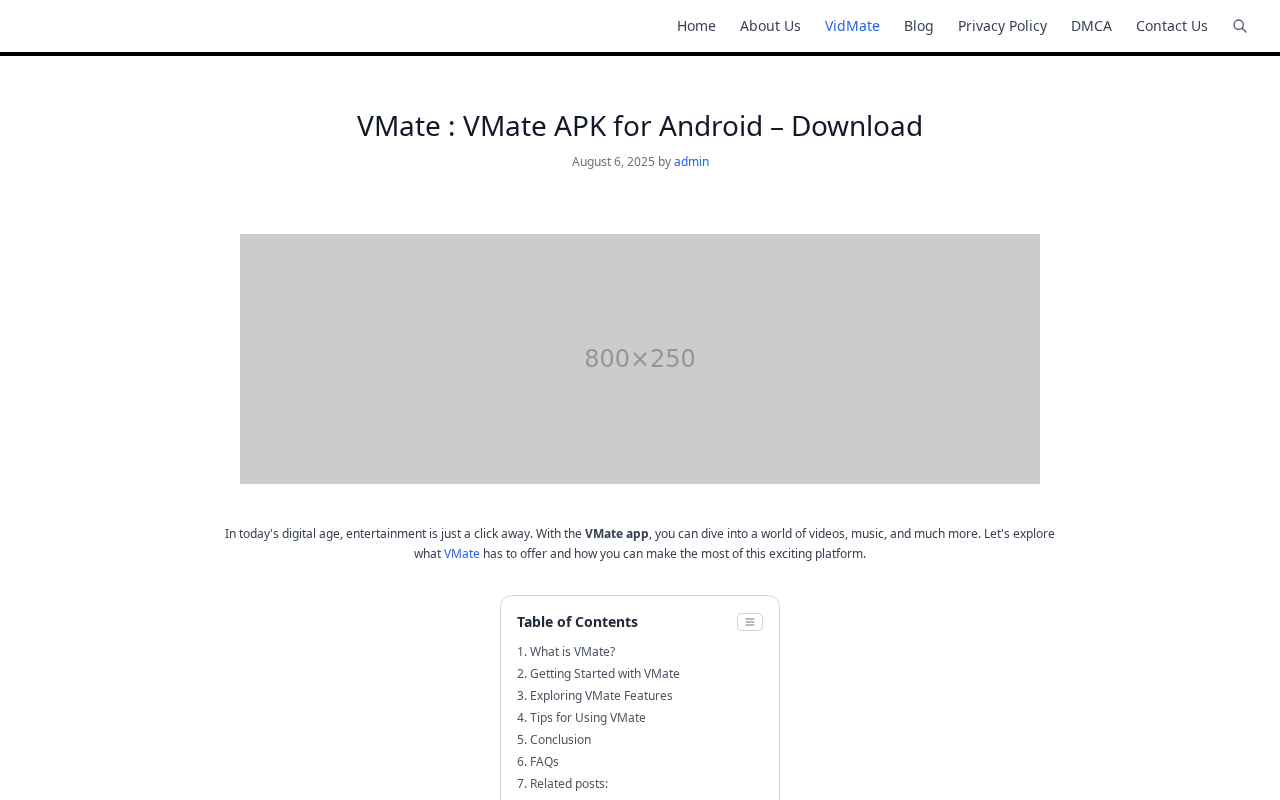 Home About Us VidMate Blog Privacy Policy DMCA Contact Us
VMate : VMate APK for Android – Download
August 6, 2025 by admin
800×250
In today's digital age, entertainment is just a click away. With the VMate app, you can dive into a world of videos, music, and much more. Let's explore
what VMate has to offer and how you can make the most of this exciting platform.
Table of Contents
1. What is VMate?
2. Getting Started with VMate
3. Exploring VMate Features
4. Tips for Using VMate
5. Conclusion
6. FAQs
7. Related posts: